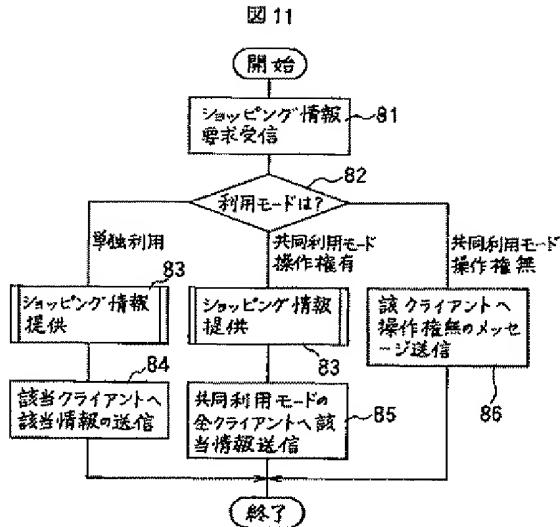 図11
開始
ショッピング情報
要求受信
81
82
利用モードは?
単独利用
共同利用モード
操作権有
共同利用モード
操作権無
83
ショッピング情報
提供
ショッピング情報
提供
83
該クライアントへ
操作権無のメッセ
ージ送信
86
84
該当クライアントへ
該当情報の送信
共同利用モードの
全クライアントへ該
当情報送信
85
終了